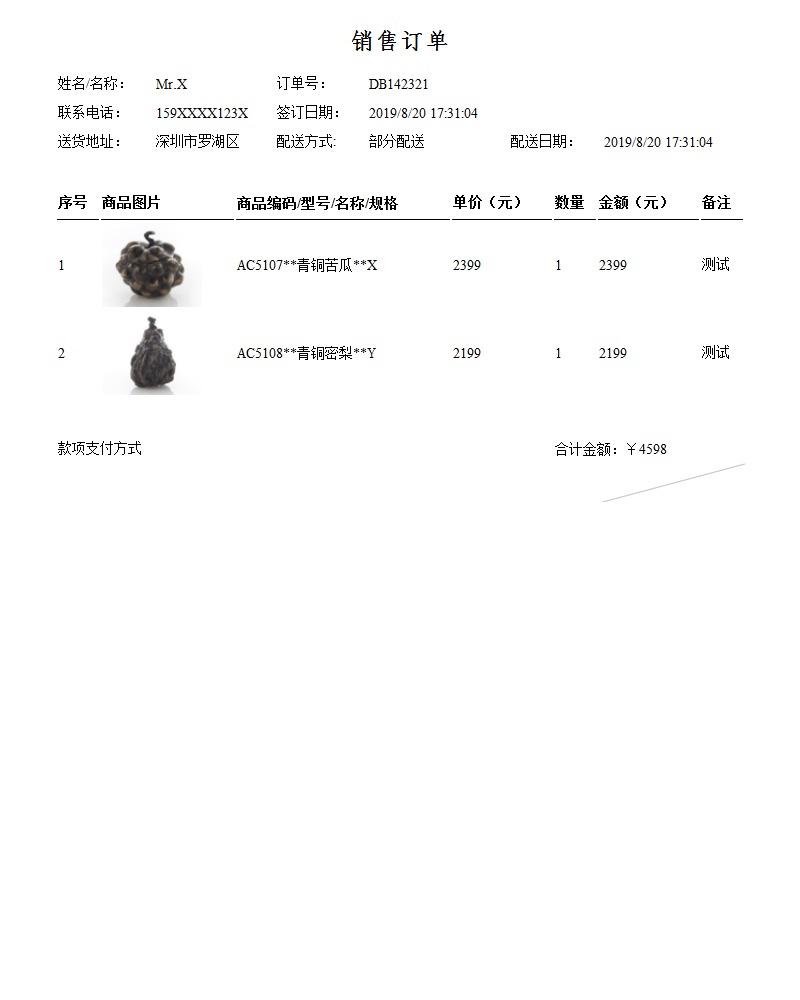 销售订单
姓名/名称： Mr.X 订单号： DB142321
联系电话： 159XXXX123X 签订日期： 2019/8/20 17:31:04
送货地址： 深圳市罗湖区 配送方式: 部分配送 配送日期： 2019/8/20 17:31:04
序号 商品图片 商品编码/型号/名称/规格 单价（元） 数量 金额（元） 备注
1 AC5107**青铜苦瓜**X 2399 1 2399 测试
2 AC5108**青铜密梨**Y 2199 1 2199 测试
款项支付方式 合计金额：￥4598